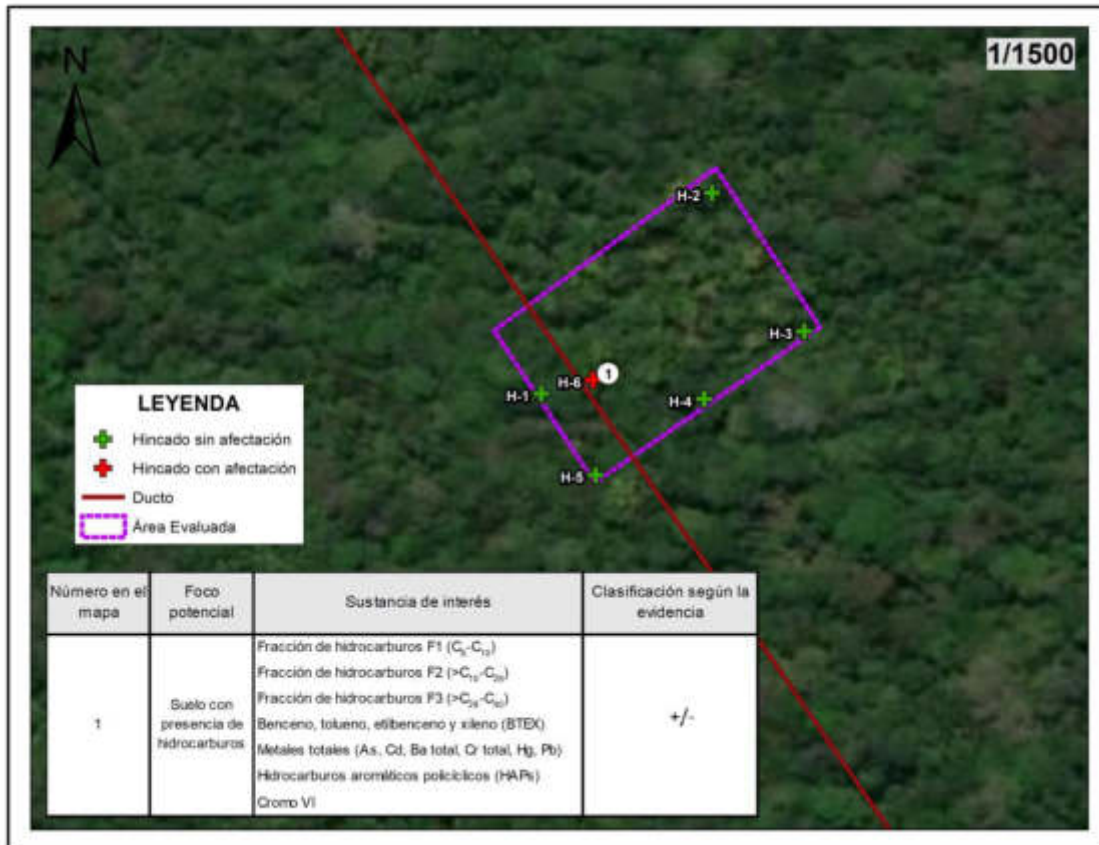 N
1/1500
H-2
H-3
H-6
1
H-1
H-4
H-5
LEYENDA
Hincado sin afectación
Hincado con afectación
Ducto
Área Evaluada
Número en el mapa
Foco potencial
Sustancia de interés
Clasificación según la evidencia
1
Suelo con presencia de hidrocarburos
Fracción de hidrocarburos F1 (C₆-C₁₀)
Fracción de hidrocarburos F2 (>C₁₀-C₂₈)
Fracción de hidrocarburos F3 (>C₂₈-C₄₀)
Benceno, tolueno, etilbenceno y xileno (BTEX)
Metales totales (As, Cd, Ba total, Cr total, Hg, Pb)
Hidrocarburos aromáticos policíclicos (HAPs)
Cromo VI
+/-